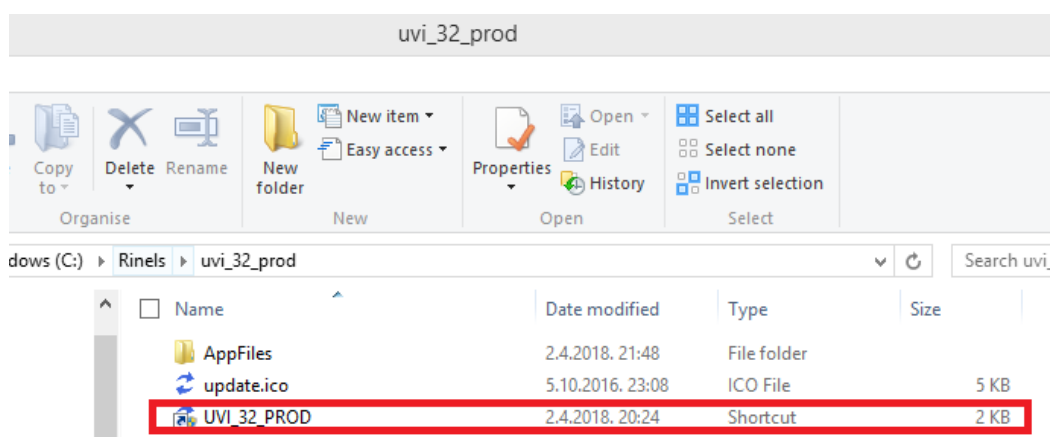 uvi_32_prod
Copy to
Delete
Rename
New folder
New item
Easy access
Properties
Open
Edit
History
Select all
Select none
Invert selection
Organise
New
Open
Select
dows (C:) Rinels uvi_32_prod
Search uvi_
Name Date modified Type Size
AppFiles 2.4.2018. 21:48 File folder
update.ico 5.10.2016. 23:08 ICO File 5 KB
UVI_32_PROD 2.4.2018. 20:24 Shortcut 2 KB